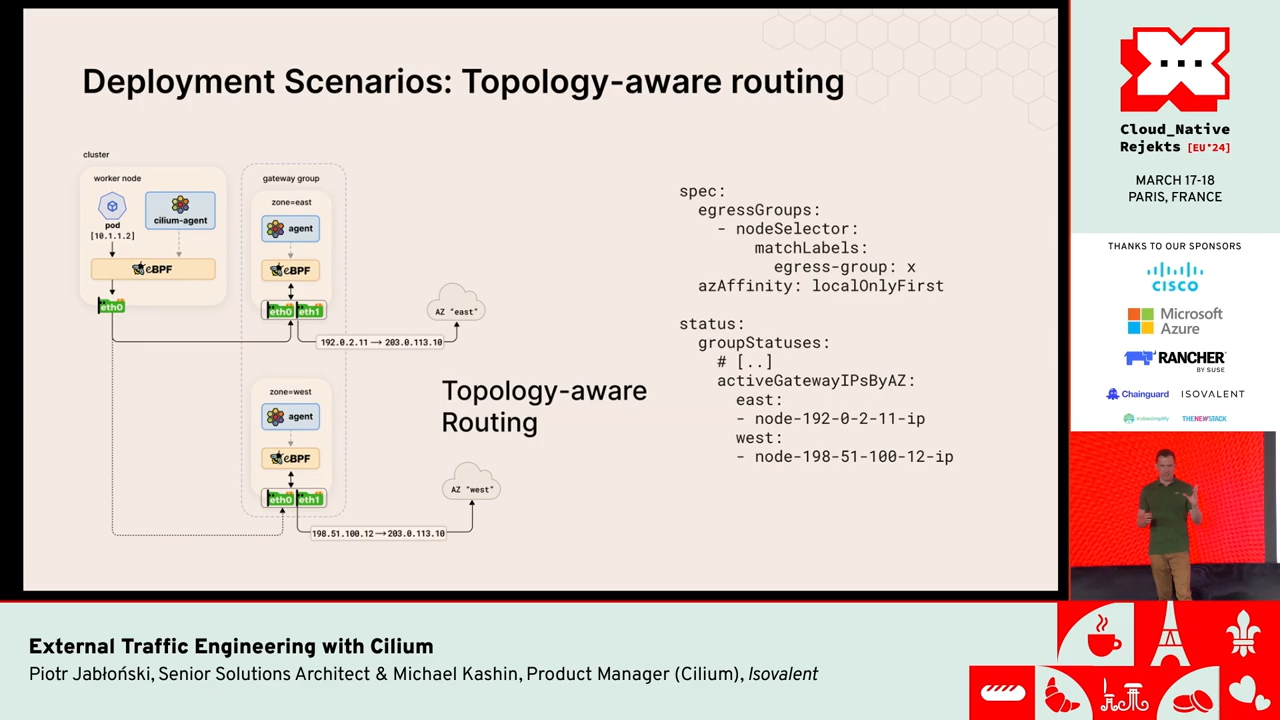 Deployment Scenarios: Topology-aware routing
cluster
worker node
pod
[10.1.1.2]
cilium-agent
eBPF
eth0
gateway group
zone=east
agent
eBPF
eth0 eth1
192.0.2.11 → 203.0.113.10
AZ "east"
zone=west
agent
eBPF
eth0 eth1
198.51.100.12 → 203.0.113.10
AZ "west"
Topology-aware
Routing
spec:
egressGroups:
- nodeSelector:
matchLabels:
egress-group: x
azAffinity: localOnlyFirst
status:
groupStatuses:
# [..]
activeGatewayIPsByAZ:
east:
- node-192-0-2-11-ip
west:
- node-198-51-100-12-ip
Cloud_Native
Rejekts [EU'24]
MARCH 17-18
PARIS, FRANCE
THANKS TO OUR SPONSORS
CISCO
Microsoft
Azure
RANCHER
BY SUSE
Chainguard
ISOVALENT
Kubesimplify
THENEWSTACK
External Traffic Engineering with Cilium
Piotr Jabłoński, Senior Solutions Architect & Michael Kashin, Product Manager (Cilium), Isovalent